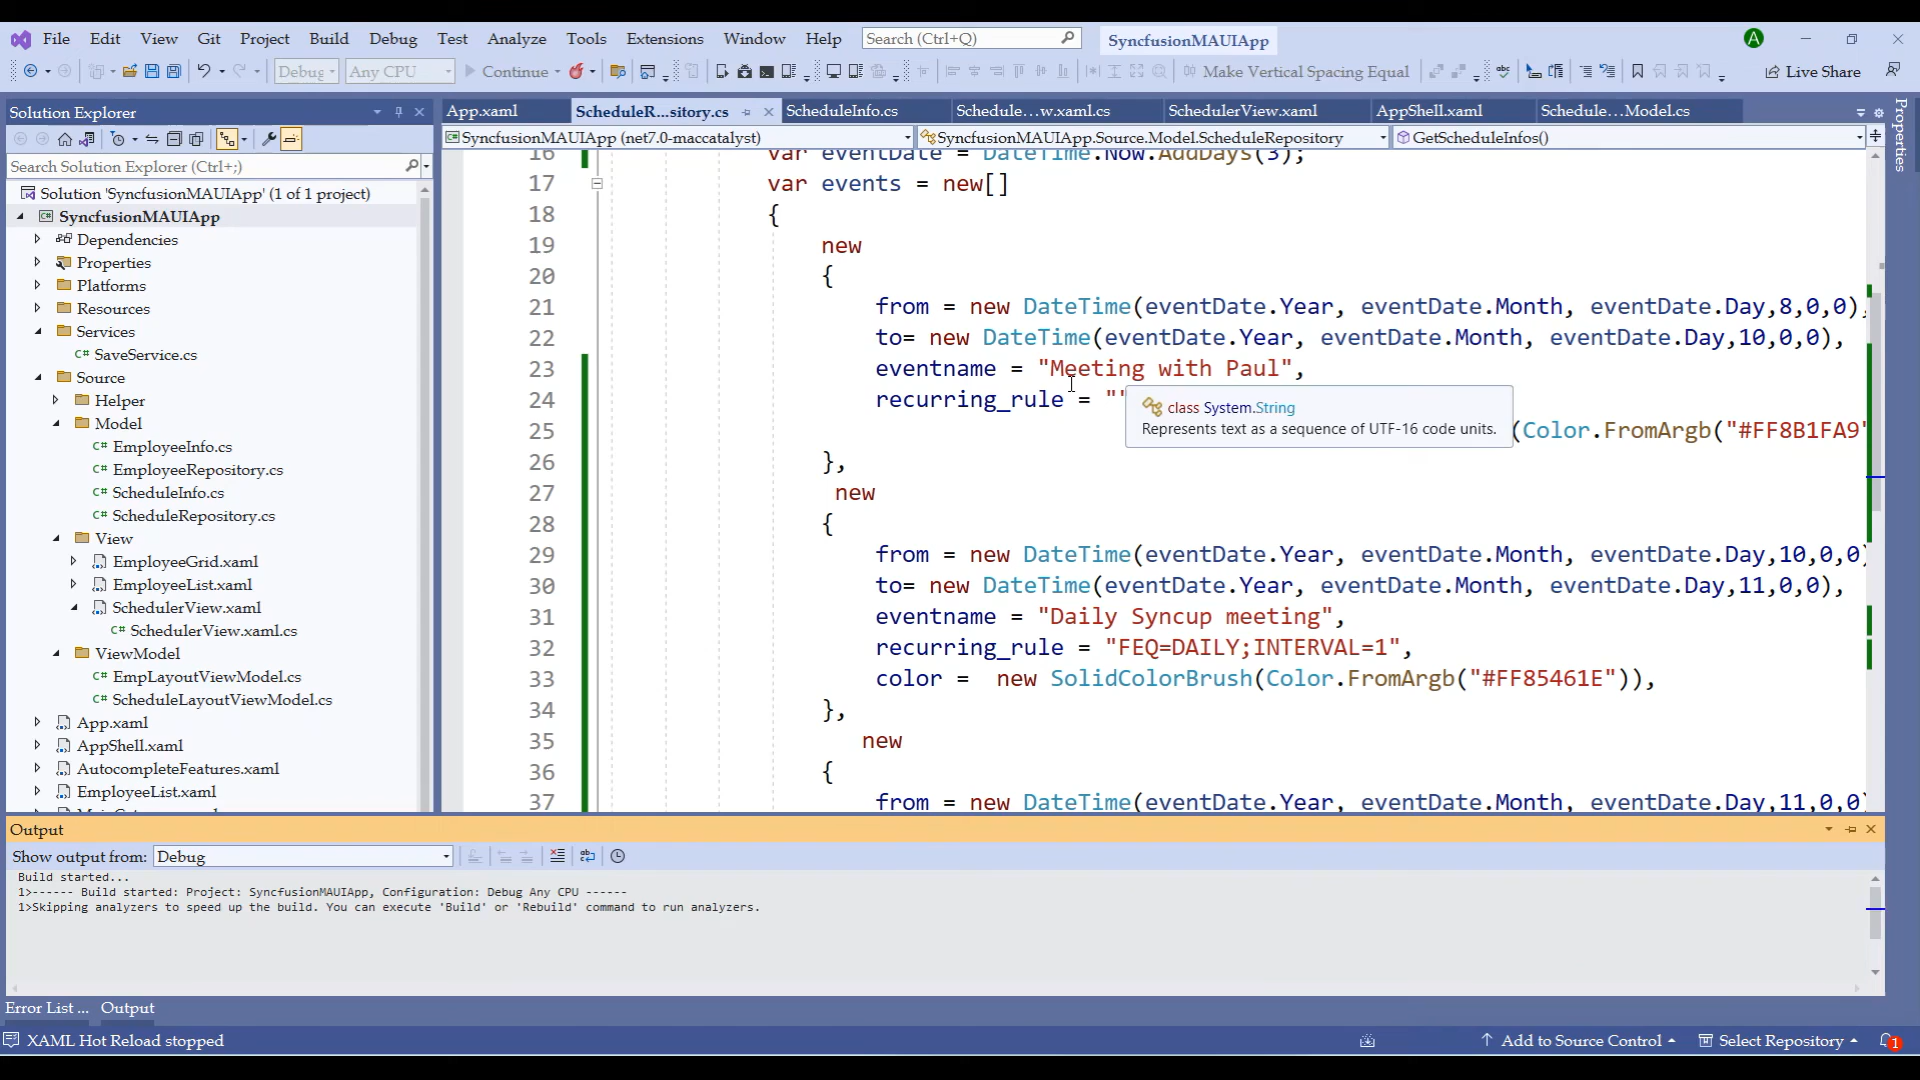 File Edit View Git Project Build Debug Test Analyze Tools Extensions Window Help Search (Ctrl+Q) SyncfusionMAUIApp A
Debug Any CPU Continue Make Vertical Spacing Equal Live Share
Solution Explorer
Search Solution Explorer (Ctrl+;)
Solution 'SyncfusionMAUIApp' (1 of 1 project)
SyncfusionMAUIApp
Dependencies
Properties
Platforms
Resources
Services
C# SaveService.cs
Source
Helper
Model
C# EmployeeInfo.cs
C# EmployeeRepository.cs
C# ScheduleInfo.cs
C# ScheduleRepository.cs
View
EmployeeGrid.xaml
EmployeeList.xaml
SchedulerView.xaml
C# SchedulerView.xaml.cs
ViewModel
C# EmpLayoutViewModel.cs
C# ScheduleLayoutViewModel.cs
App.xaml
AppShell.xaml
AutocompleteFeatures.xaml
EmployeeList.xaml
App.xaml ScheduleR...sitory.cs ScheduleInfo.cs Schedule...w.xaml.cs SchedulerView.xaml AppShell.xaml Schedule...Model.cs
SyncfusionMAUIApp (net7.0-maccatalyst) SyncfusionMAUIApp.Source.Model.ScheduleRepository GetScheduleInfos()
16 var eventDate = DateTime.Now.AddDays(3);
17 var events = new[]
18 {
19 new
20 {
21 from = new DateTime(eventDate.Year, eventDate.Month, eventDate.Day,8,0,0),
22 to= new DateTime(eventDate.Year, eventDate.Month, eventDate.Day,10,0,0),
23 eventname = "Meeting with Paul",
24 recurring_rule = ""
class System.String
Represents text as a sequence of UTF-16 code units.
25 (Color.FromArgb("#FF8B1FA9"
26 },
27 new
28 {
29 from = new DateTime(eventDate.Year, eventDate.Month, eventDate.Day,10,0,0)
30 to= new DateTime(eventDate.Year, eventDate.Month, eventDate.Day,11,0,0),
31 eventname = "Daily Syncup meeting",
32 recurring_rule = "FEQ=DAILY;INTERVAL=1",
33 color = new SolidColorBrush(Color.FromArgb("#FF85461E")),
34 },
35 new
36 {
37 from = new DateTime(eventDate.Year, eventDate.Month, eventDate.Day,11,0,0)
Properties
Output
Show output from: Debug
Build started...
1>------ Build started: Project: SyncfusionMAUIApp, Configuration: Debug Any CPU ------
1>Skipping analyzers to speed up the build. You can execute 'Build' or 'Rebuild' command to run analyzers.
Error List ... Output
XAML Hot Reload stopped Add to Source Control Select Repository 1